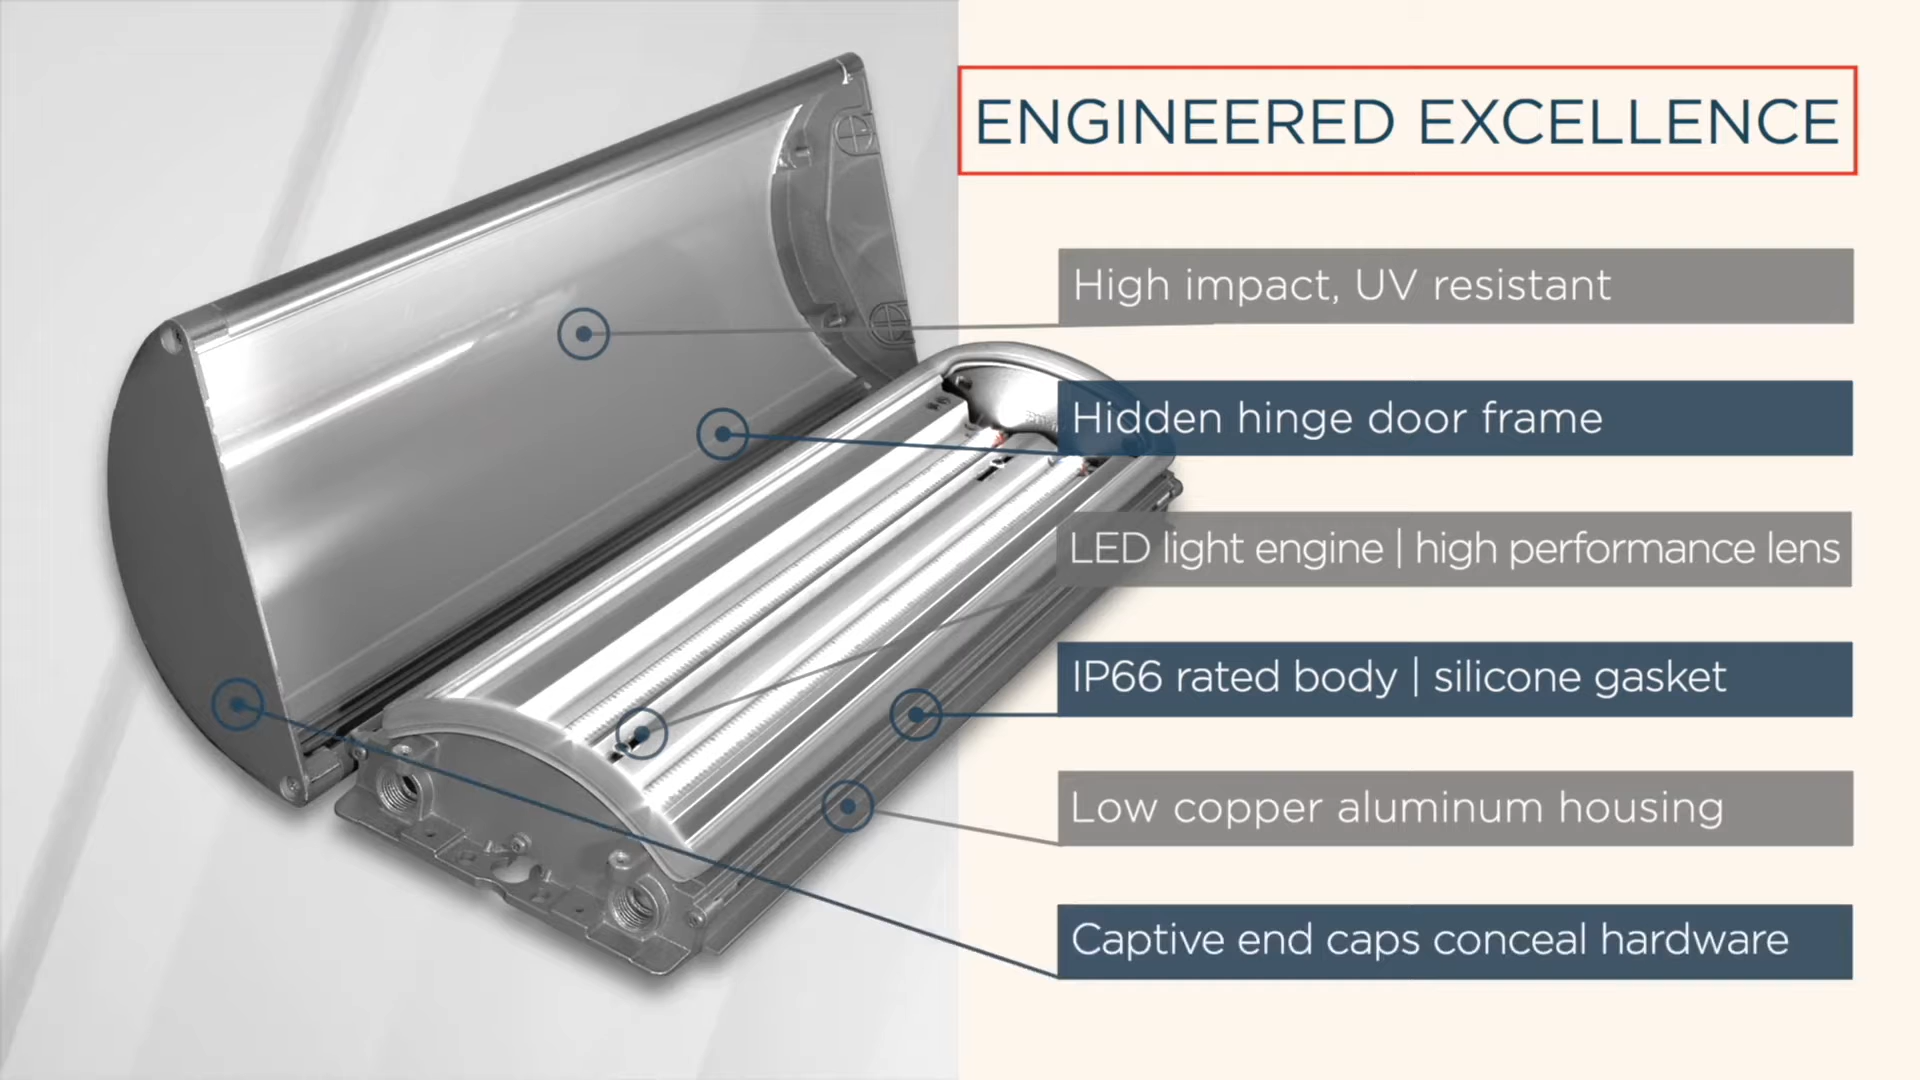 ENGINEERED EXCELLENCE
High impact, UV resistant
Hidden hinge door frame
LED light engine | high performance lens
IP66 rated body | silicone gasket
Low copper aluminum housing
Captive end caps conceal hardware